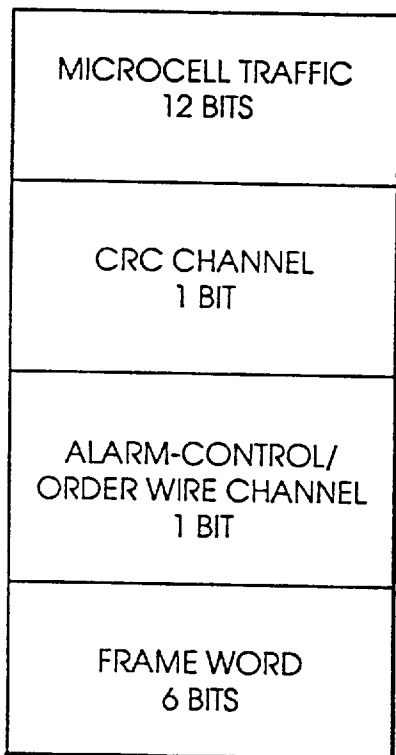 MICROCELL TRAFFIC
12 BITS
CRC CHANNEL
1 BIT
ALARM-CONTROL/
ORDER WIRE CHANNEL
1 BIT
FRAME WORD
6 BITS